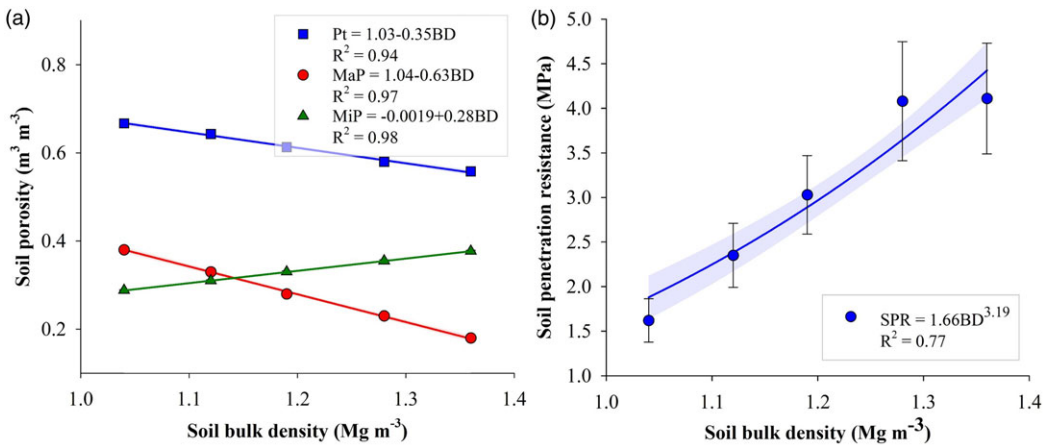 (a)
Pt = 1.03-0.35BD
R² = 0.94
MaP = 1.04-0.63BD
R² = 0.97
MiP = -0.0019+0.28BD
R² = 0.98
0.8
0.6
0.4
0.2
Soil porosity (m³ m⁻³)
1.0 1.1 1.2 1.3 1.4
Soil bulk density (Mg m⁻³)
(b)
5.0
4.5
4.0
3.5
3.0
2.5
2.0
1.5
1.0
Soil penetration resistance (MPa)
SPR = 1.66BD³·¹⁹
R² = 0.77
1.0 1.1 1.2 1.3 1.4
Soil bulk density (Mg m⁻³)